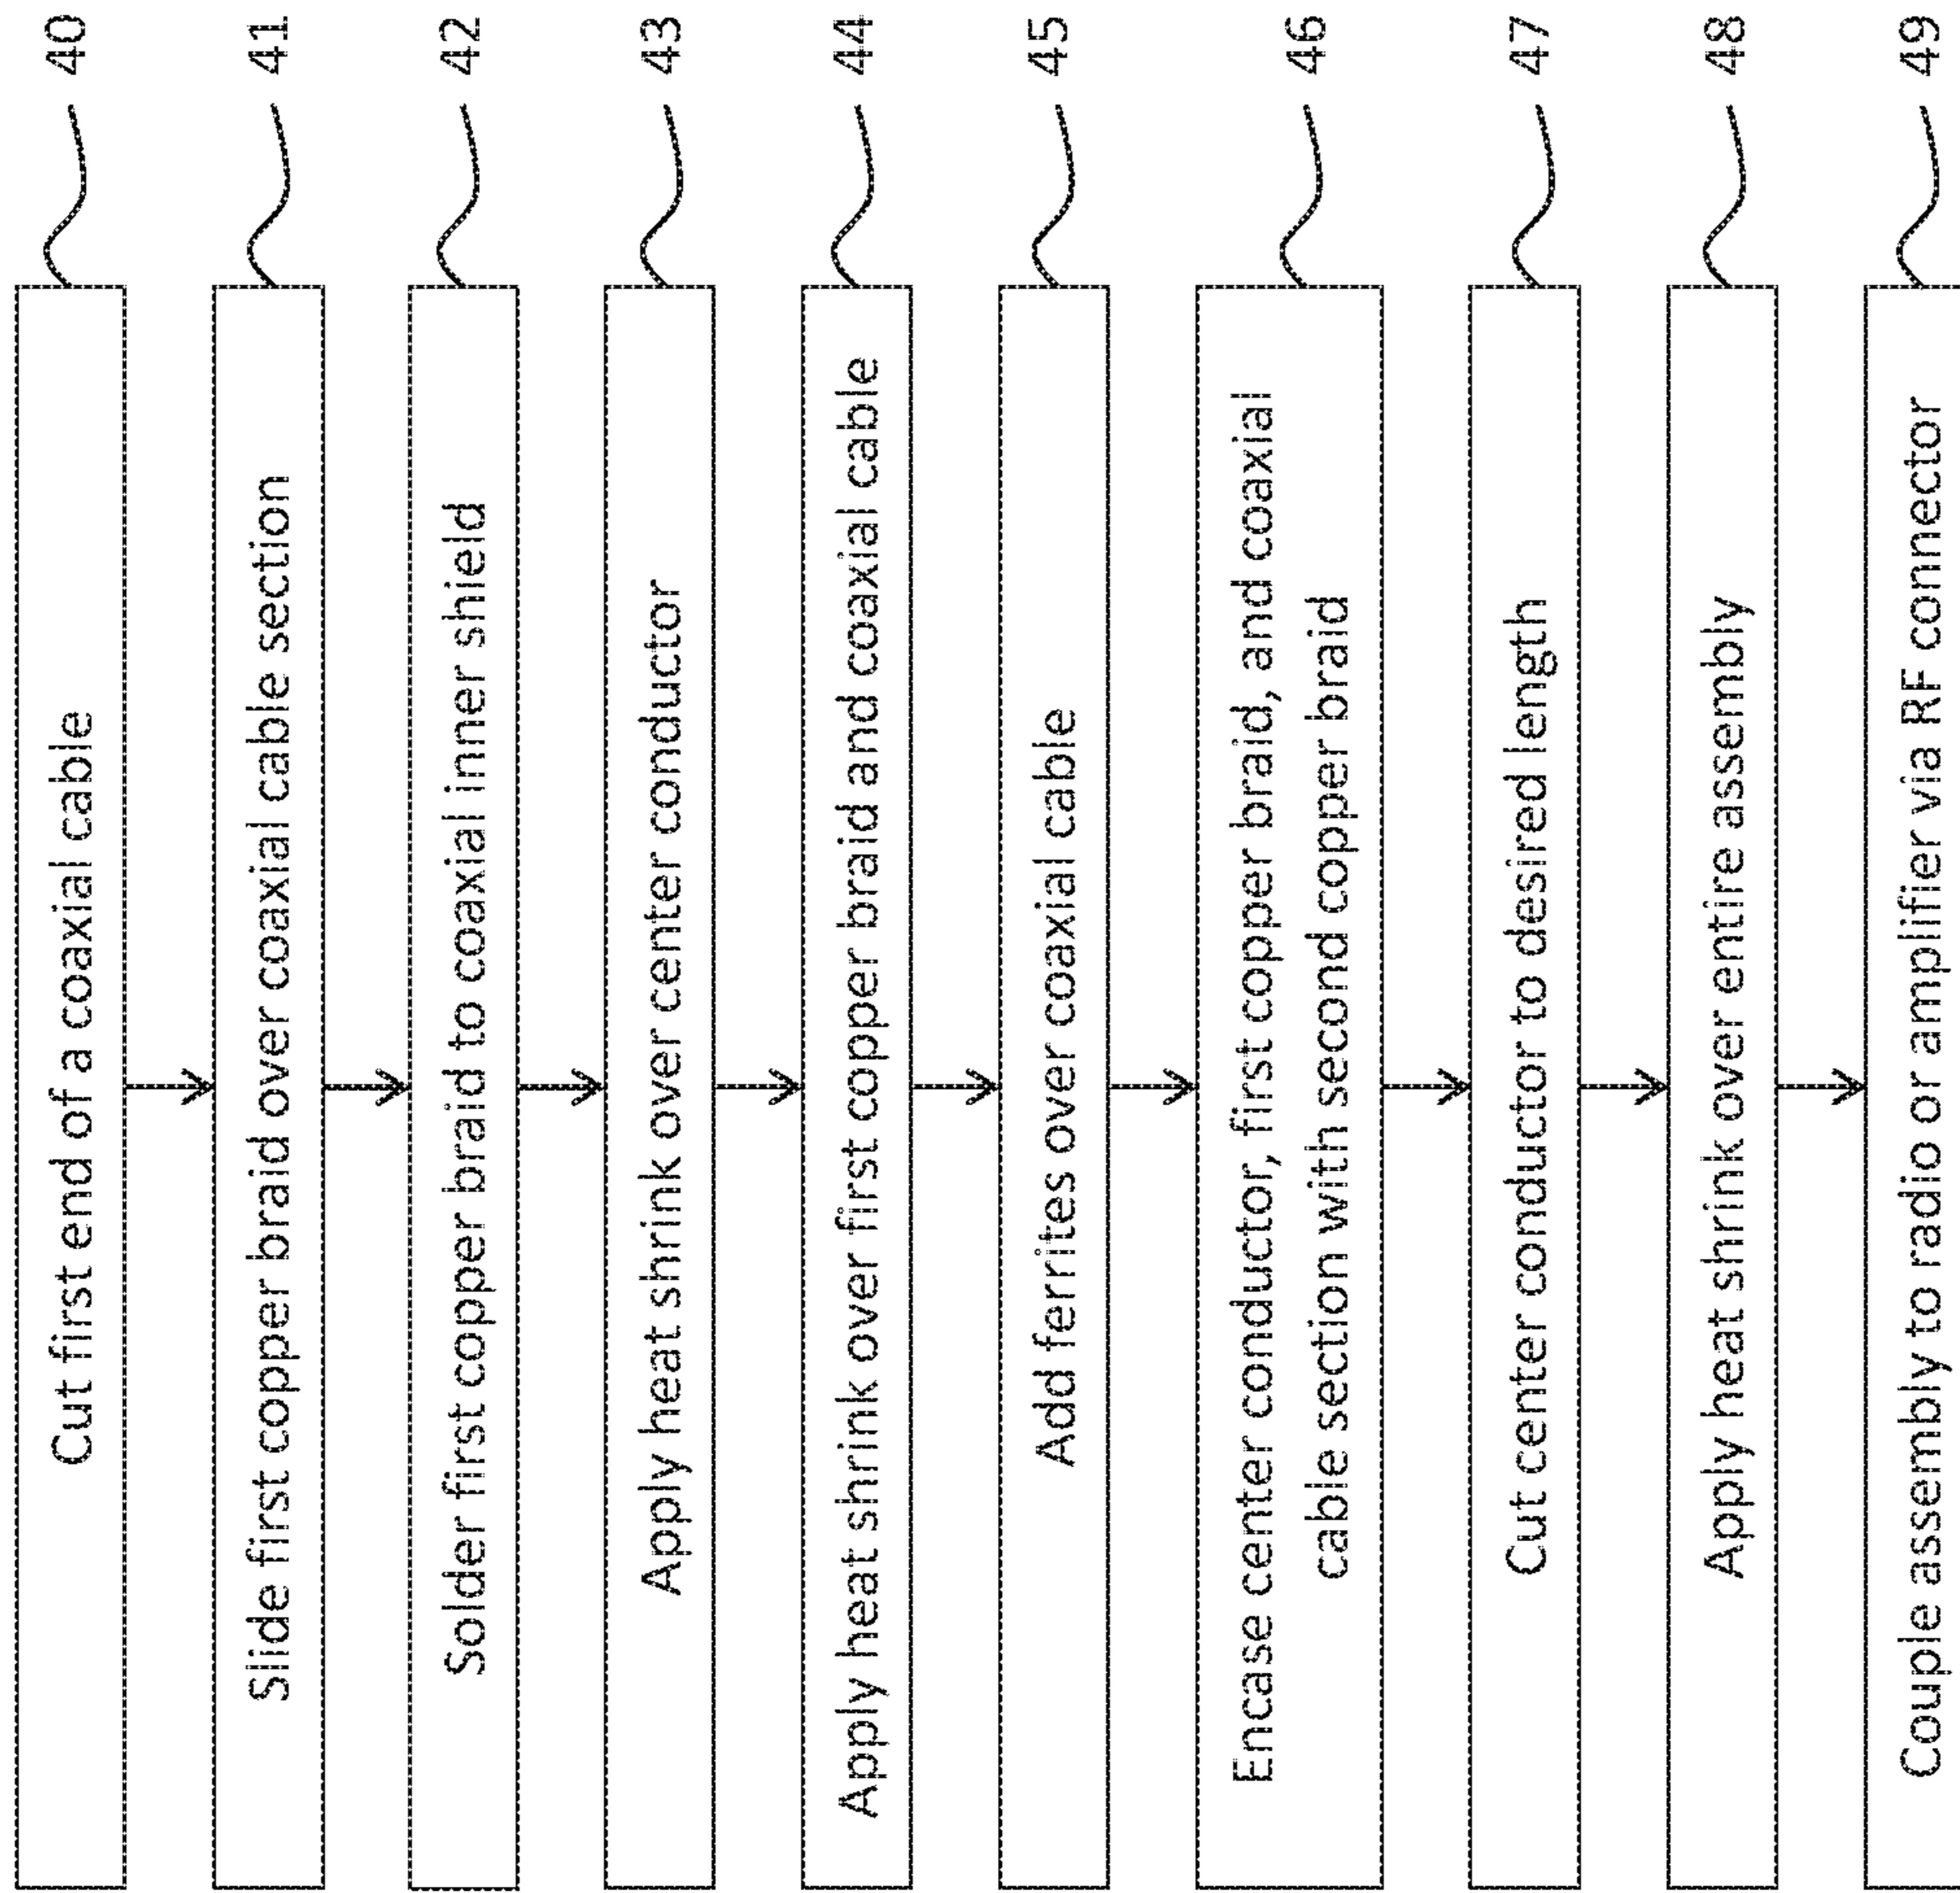 Cut first end of a coaxial cable
40
Slide first copper braid over coaxial cable section
41
Solder first copper braid to coaxial inner shield
42
Apply heat shrink over center conductor
43
Apply heat shrink over first copper braid and coaxial cable
44
Add ferrites over coaxial cable
45
Encase center conductor, first copper braid, and coaxial
cable section with second copper braid
46
Cut center conductor to desired length
47
Apply heat shrink over entire assembly
48
Couple assembly to radio or amplifier via RF connector
49